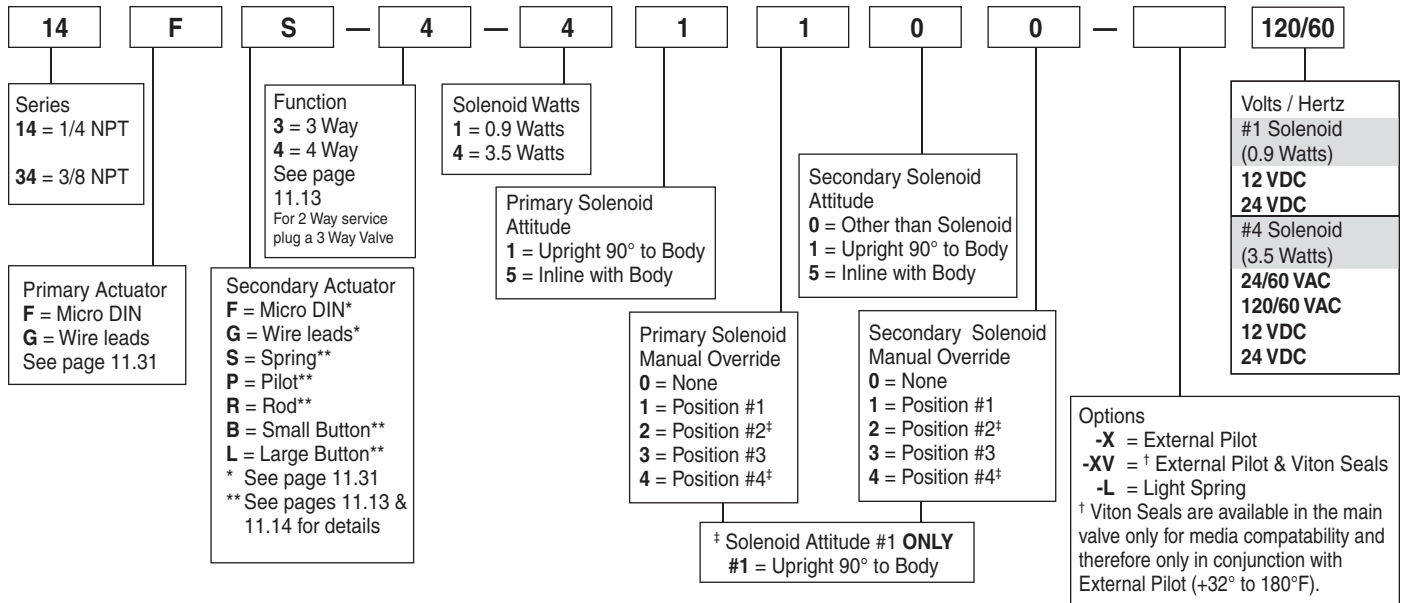 14 F S — 4 — 4 1 1 0 0 — 120/60
Series
14 = 1/4 NPT
34 = 3/8 NPT
Primary Actuator
F = Micro DIN
G = Wire leads
See page 11.31
Secondary Actuator
F = Micro DIN*
G = Wire leads*
S = Spring**
P = Pilot**
R = Rod**
B = Small Button**
L = Large Button**
* See page 11.31
** See pages 11.13 &
11.14 for details
Function
3 = 3 Way
4 = 4 Way
See page
11.13
For 2 Way service
plug a 3 Way Valve
Solenoid Watts
1 = 0.9 Watts
4 = 3.5 Watts
Primary Solenoid
Attitude
1 = Upright 90° to Body
5 = Inline with Body
Primary Solenoid
Manual Override
0 = None
1 = Position #1
2 = Position #2‡
3 = Position #3
4 = Position #4‡
Secondary Solenoid
Attitude
0 = Other than Solenoid
1 = Upright 90° to Body
5 = Inline with Body
Secondary Solenoid
Manual Override
0 = None
1 = Position #1
2 = Position #2‡
3 = Position #3
4 = Position #4‡
‡ Solenoid Attitude #1 ONLY
#1 = Upright 90° to Body
Options
-X = External Pilot
-XV = † External Pilot & Viton Seals
-L = Light Spring
† Viton Seals are available in the main
valve only for media compatability and
therefore only in conjunction with
External Pilot (+32° to 180°F).
Volts / Hertz
#1 Solenoid
(0.9 Watts)
12 VDC
24 VDC
#4 Solenoid
(3.5 Watts)
24/60 VAC
120/60 VAC
12 VDC
24 VDC